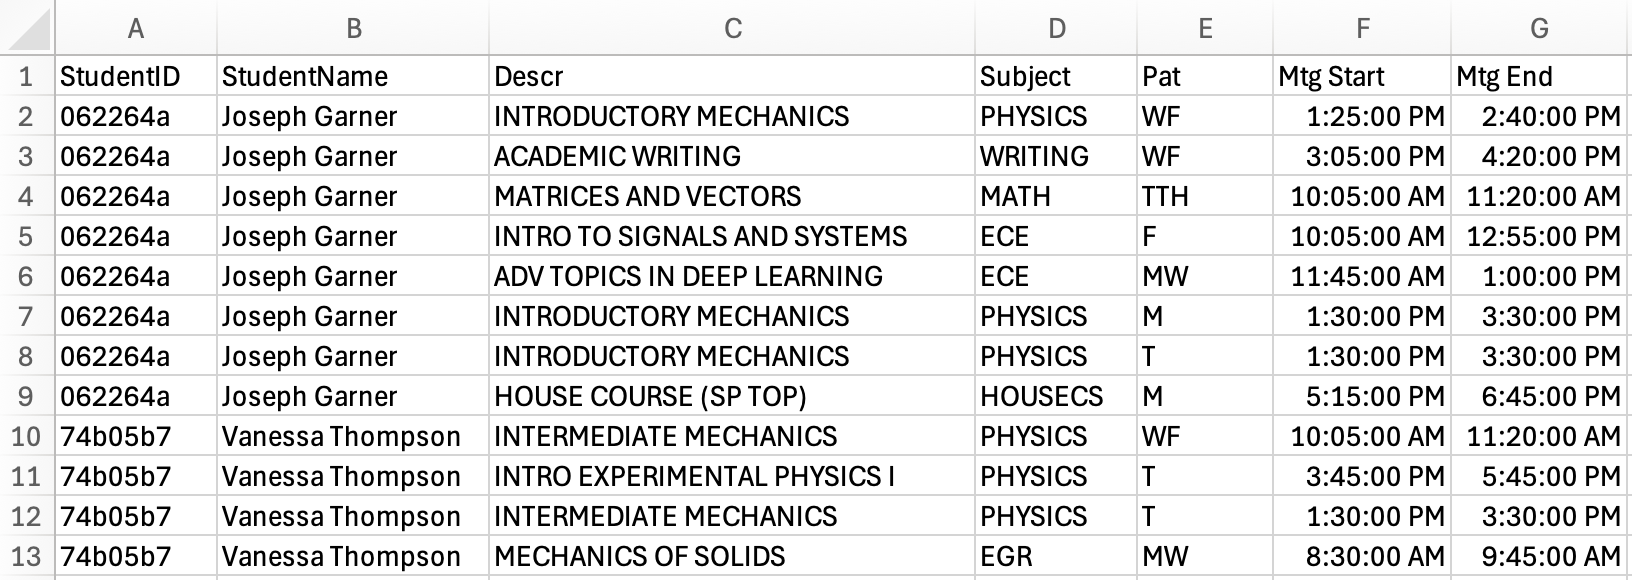 A B C D E F G
1 StudentID StudentName Descr Subject Pat Mtg Start Mtg End
2 062264a Joseph Garner INTRODUCTORY MECHANICS PHYSICS WF 1:25:00 PM 2:40:00 PM
3 062264a Joseph Garner ACADEMIC WRITING WRITING WF 3:05:00 PM 4:20:00 PM
4 062264a Joseph Garner MATRICES AND VECTORS MATH TTH 10:05:00 AM 11:20:00 AM
5 062264a Joseph Garner INTRO TO SIGNALS AND SYSTEMS ECE F 10:05:00 AM 12:55:00 PM
6 062264a Joseph Garner ADV TOPICS IN DEEP LEARNING ECE MW 11:45:00 AM 1:00:00 PM
7 062264a Joseph Garner INTRODUCTORY MECHANICS PHYSICS M 1:30:00 PM 3:30:00 PM
8 062264a Joseph Garner INTRODUCTORY MECHANICS PHYSICS T 1:30:00 PM 3:30:00 PM
9 062264a Joseph Garner HOUSE COURSE (SP TOP) HOUSECS M 5:15:00 PM 6:45:00 PM
10 74b05b7 Vanessa Thompson INTERMEDIATE MECHANICS PHYSICS WF 10:05:00 AM 11:20:00 AM
11 74b05b7 Vanessa Thompson INTRO EXPERIMENTAL PHYSICS I PHYSICS T 3:45:00 PM 5:45:00 PM
12 74b05b7 Vanessa Thompson INTERMEDIATE MECHANICS PHYSICS T 1:30:00 PM 3:30:00 PM
13 74b05b7 Vanessa Thompson MECHANICS OF SOLIDS EGR MW 8:30:00 AM 9:45:00 AM